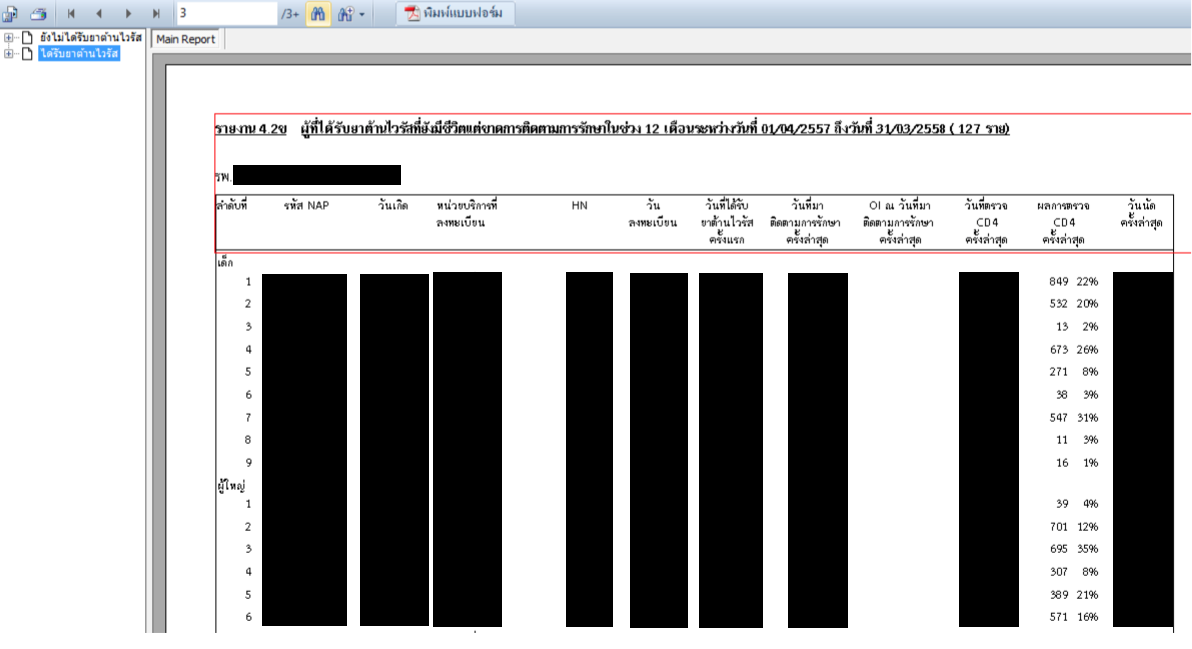 3 /3+ พิมพ์แบบฟอร์ม
ยังไม่ได้รับยาต้านไวรัส
ได้รับยาต้านไวรัส
Main Report
รายงาน 4.2ข ผู้ที่ได้รับยาต้านไวรัสที่ยังมีชีวิตแต่ขาดการติดตามการรักษาในช่วง 12 เดือนระหว่างวันที่ 01/04/2557 ถึงวันที่ 31/03/2558 ( 127 ราย)
รพ.
ลำดับที่ รหัส NAP วันเกิด หน่วยบริการที่ HN วัน วันที่ได้รับ วันที่มา OI ณ วันที่มา วันที่ตรวจ ผลการตรวจ วันนัด
ลงทะเบียน ลงทะเบียน ยาต้านไวรัส ติดตามการรักษา ติดตามการรักษา CD4 CD4 ครั้งล่าสุด
ครั้งแรก ครั้งล่าสุด ครั้งล่าสุด ครั้งล่าสุด ครั้งล่าสุด
เด็ก
1 849 22%
2 532 20%
3 13 2%
4 673 26%
5 271 8%
6 38 3%
7 547 31%
8 11 3%
9 16 1%
ผู้ใหญ่
1 39 4%
2 701 12%
3 695 35%
4 307 8%
5 389 21%
6 571 16%